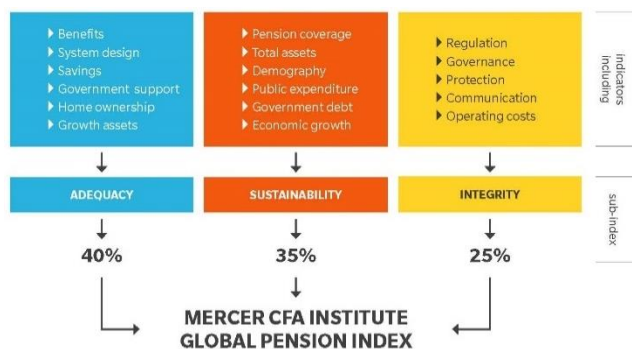 Benefits
System design
Savings
Government support
Home ownership
Growth assets
Pension coverage
Total assets
Demography
Public expenditure
Government debt
Economic growth
Regulation
Governance
Protection
Communication
Operating costs
indicators
including
ADEQUACY
SUSTAINABILITY
INTEGRITY
sub-index
40%
35%
25%
MERCER CFA INSTITUTE
GLOBAL PENSION INDEX